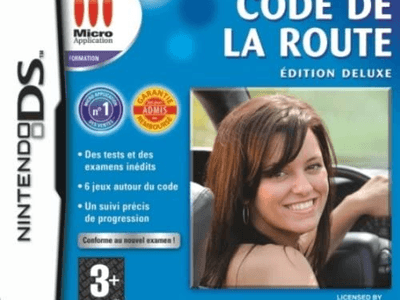 Micro
Application
FORMATION
CODE DE
LA ROUTE
ÉDITION DELUXE
NINTENDO DS
n°1
GARANTIE
ADMIS
REMBOURSÉ
• Des tests et des
examens inédits
• 6 jeux autour du code
• Un suivi précis
de progression
Conforme au nouvel examen !
3+
LICENSED BY